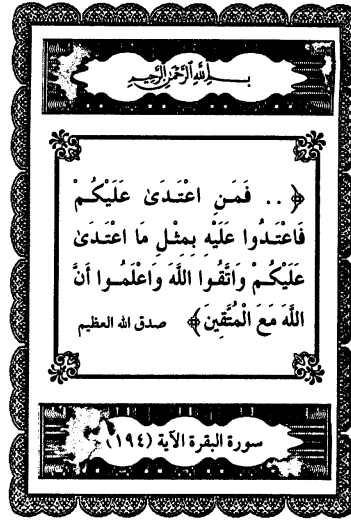 بسم الله الرحمن الرحيم
﴿.. فَمَنِ اعْتَدَىٰ عَلَيْكُمْ
فَاعْتَدُوا عَلَيْهِ بِمِثْلِ مَا اعْتَدَىٰ
عَلَيْكُمْ وَاتَّقُوا اللَّهَ وَاعْلَمُوا أَنَّ
اللَّهَ مَعَ الْمُتَّقِينَ﴾ صدق الله العظيم
سورة البقرة الآية (١٩٤)